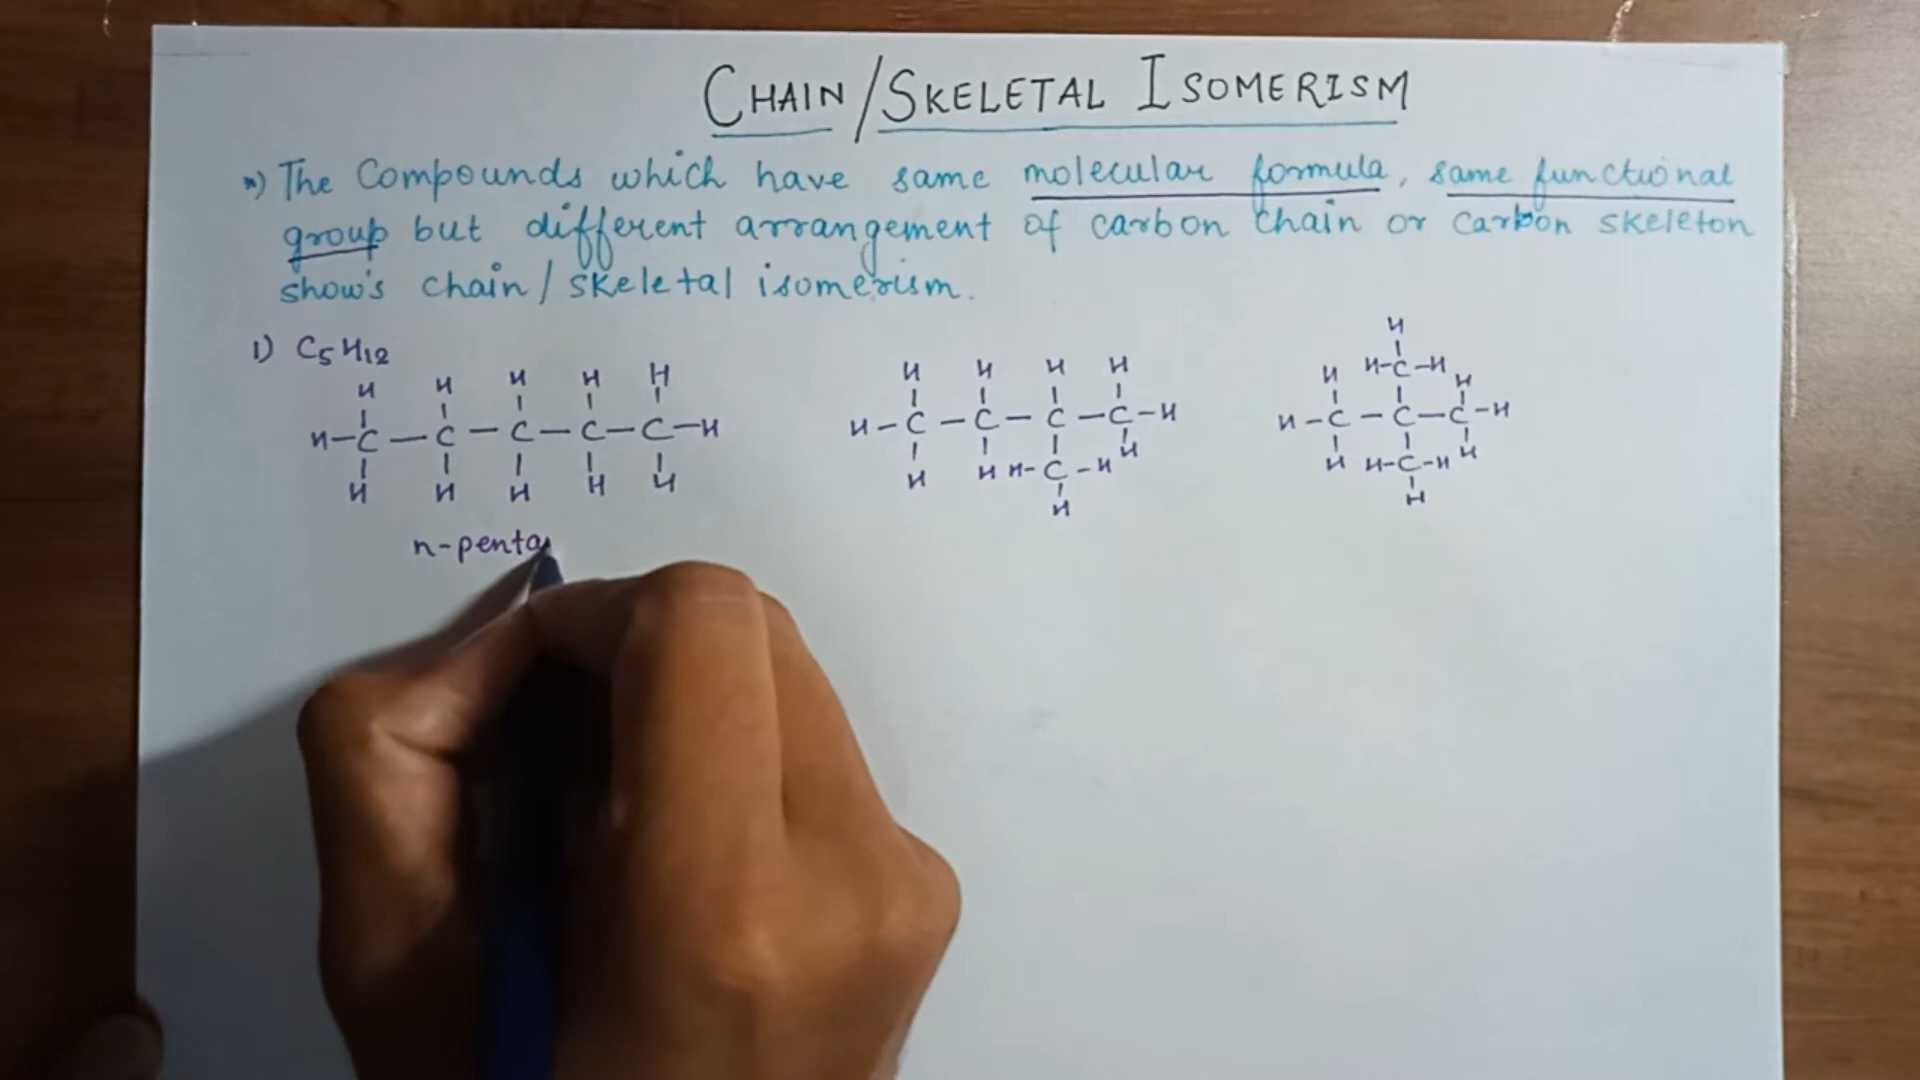 CHAIN/SKELETAL ISOMERISM
*) The Compounds which have same molecular formula, same functional
group but different arrangement of carbon chain or carbon skeleton
show's chain/skeletal isomerism.
1) C5H12
H H H H H
H-C-C-C-C-C-H
H H H H H
n-penta
H H H H
H-C-C-C-C-H
H H H-C-H H
H
H
H H-C-H H
H-C-C-C-H
H H-C-H H
H